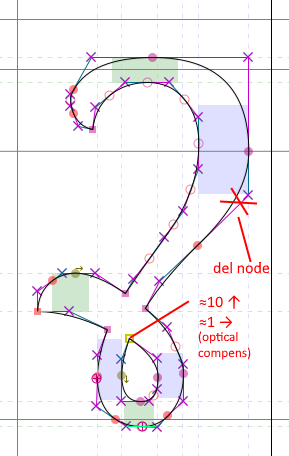 del node
≈10 ↑
≈1 →
(optical
compens)